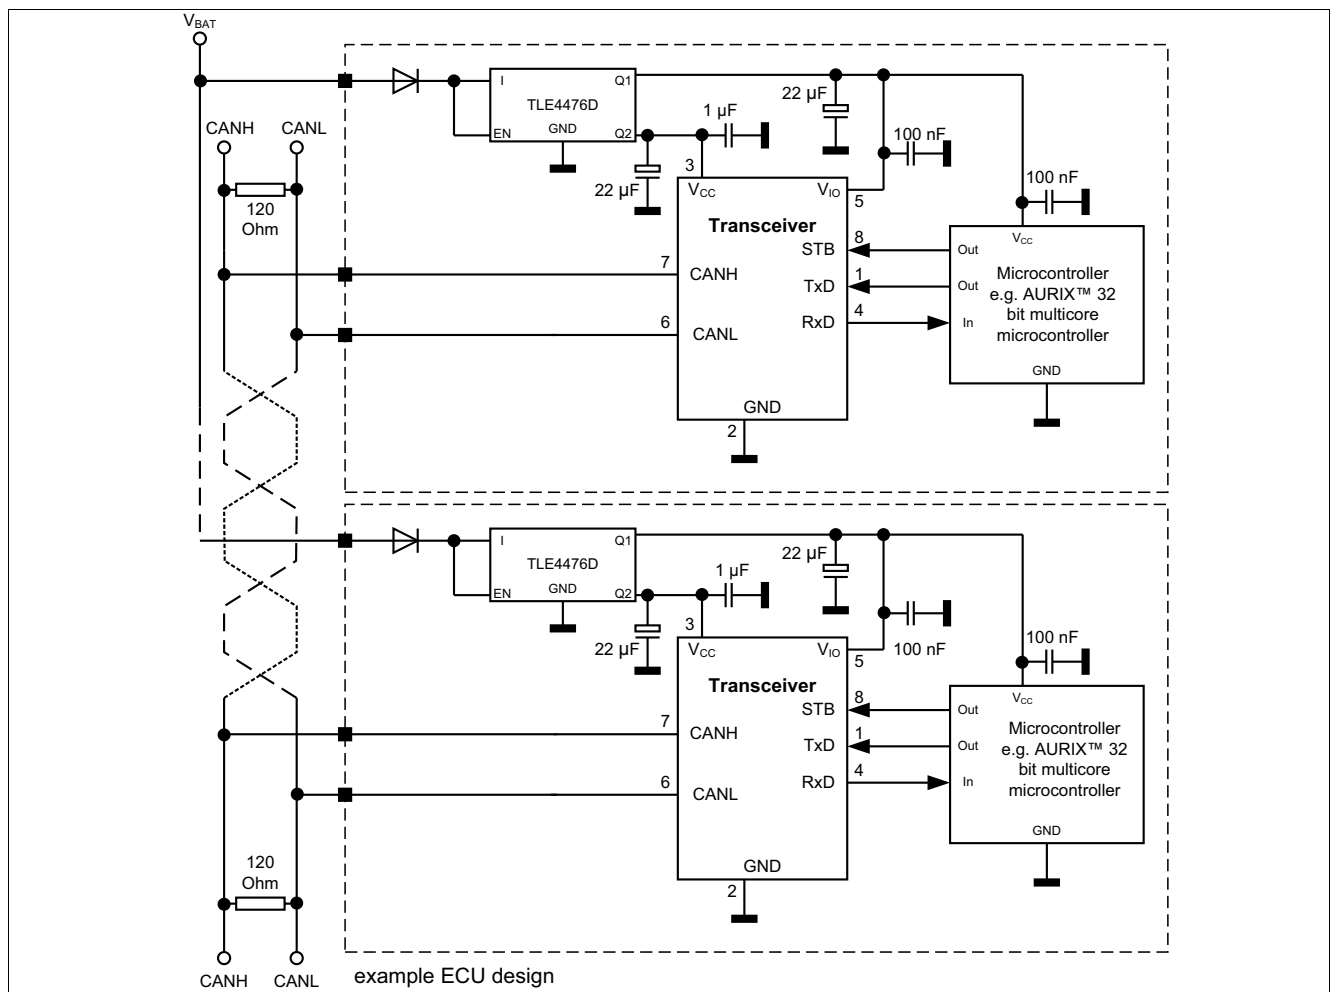 VBAT
CANH
CANL
120
Ohm
I
Q1
TLE4476D
EN
GND
Q2
22 µF
1 µF
22 µF
100 nF
100 nF
3
VCC
VIO
5
Transceiver
STB
8
TxD
1
RxD
4
7
CANH
6
CANL
GND
2
VCC
Out
Out
In
Microcontroller
e.g. AURIX™ 32
bit multicore
microcontroller
GND
I
Q1
TLE4476D
EN
GND
Q2
22 µF
1 µF
22 µF
100 nF
100 nF
3
VCC
VIO
5
Transceiver
STB
8
TxD
1
RxD
4
7
CANH
6
CANL
GND
2
VCC
Out
Out
In
Microcontroller
e.g. AURIX™ 32
bit multicore
microcontroller
GND
120
Ohm
CANH
CANL
example ECU design